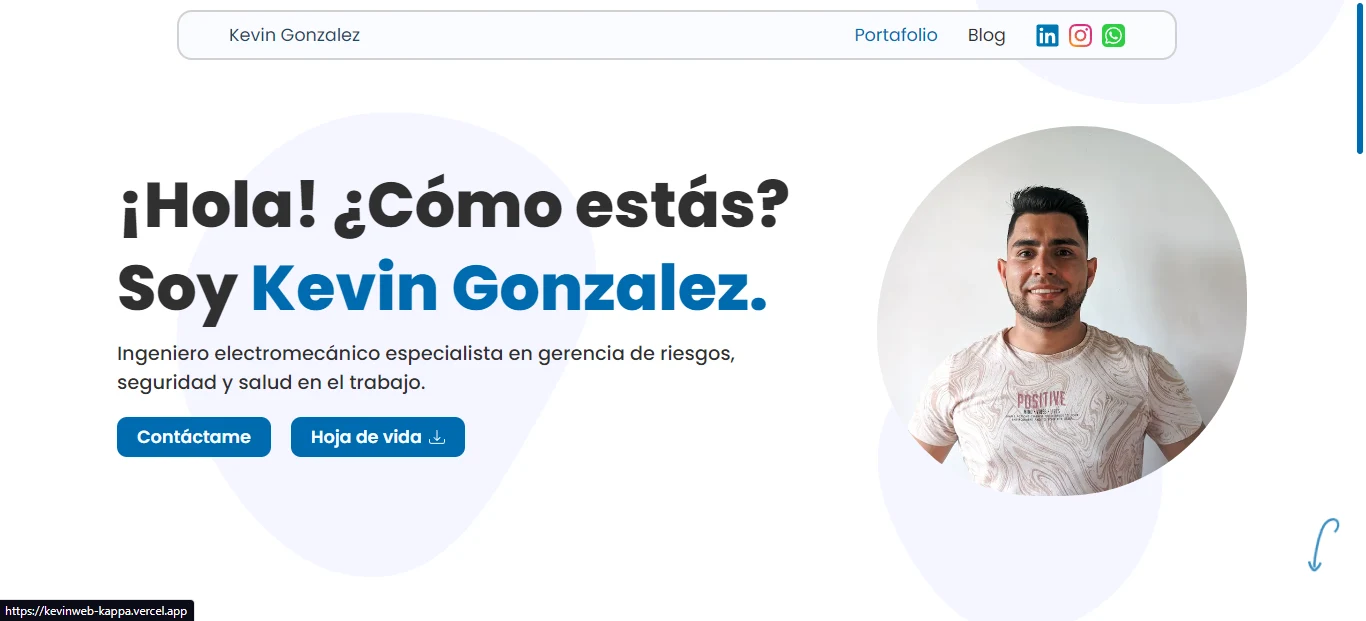 Kevin Gonzalez
Portafolio
Blog
¡Hola! ¿Cómo estás?
Soy Kevin Gonzalez.
Ingeniero electromecánico especialista en gerencia de riesgos,
seguridad y salud en el trabajo.
Contáctame
Hoja de vida
POSITIVE
https://kevinweb-kappa.vercel.app